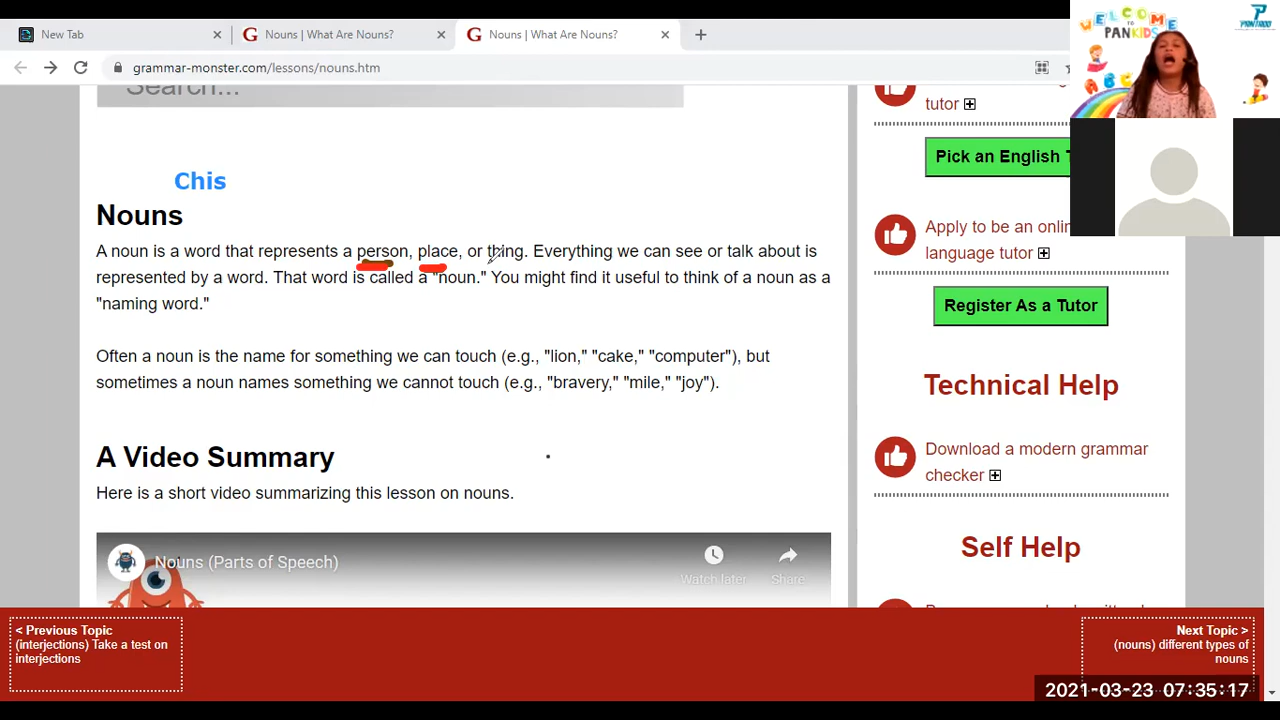 New Tab
Nouns | What Are Nouns?
Nouns | What Are Nouns?
grammar-monster.com/lessons/nouns.html
WELCOME
TO
PANKIDS
ABC
Search...
tutor
Pick an English
Chis
Nouns
A noun is a word that represents a person, place, or thing. Everything we can see or talk about is
represented by a word. That word is called a "noun." You might find it useful to think of a noun as a
"naming word."
Often a noun is the name for something we can touch (e.g., "lion," "cake," "computer"), but
sometimes a noun names something we cannot touch (e.g., "bravery," "mile," "joy").
A Video Summary
Here is a short video summarizing this lesson on nouns.
Nouns (Parts of Speech)
Watch later
Share
Apply to be an
language tutor
Register As a Tutor
Technical Help
Download a modern grammar
checker
Self Help
< Previous Topic
(interjections) Take a test on
interjections
Next Topic >
(nouns) different types of
nouns
2021-03-23 07:35:17